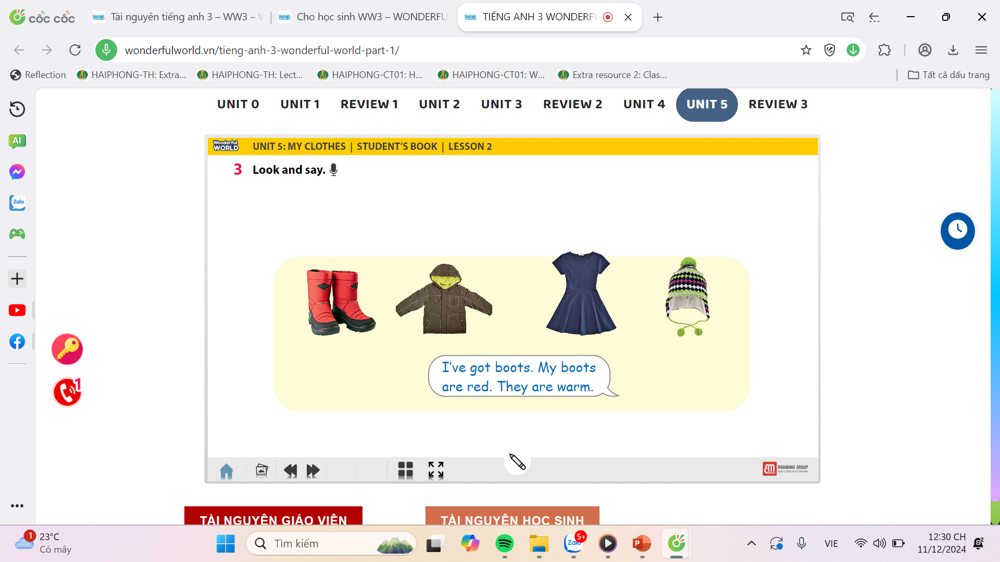 cốc cốc
Tài nguyên tiếng anh 3 – WW3 –
Cho học sinh WW3 – WONDERFU
TIẾNG ANH 3 WONDERFU
wonderfulworld.vn/tieng-anh-3-wonderful-world-part-1/
Reflection
HAIPHONG-TH: Extra...
HAIPHONG-TH: Lect...
HAIPHONG-CT01: H...
HAIPHONG-CT01: W...
Extra resource 2: Clas...
Tất cả dấu trang
UNIT 0 UNIT 1 REVIEW 1 UNIT 2 UNIT 3 REVIEW 2 UNIT 4 UNIT 5 REVIEW 3
AI
Zalo
Wonderful
WORLD
UNIT 5: MY CLOTHES | STUDENT'S BOOK | LESSON 2
3 Look and say.
I've got boots. My boots
are red. They are warm.
1
BINHMINH GROUP
TÀI NGUYÊN GIÁO VIÊN
TÀI NGUYÊN HỌC SINH
1
23°C
Có mây
Tìm kiếm
Zalo
5+
P
VIE
12:30 CH
11/12/2024